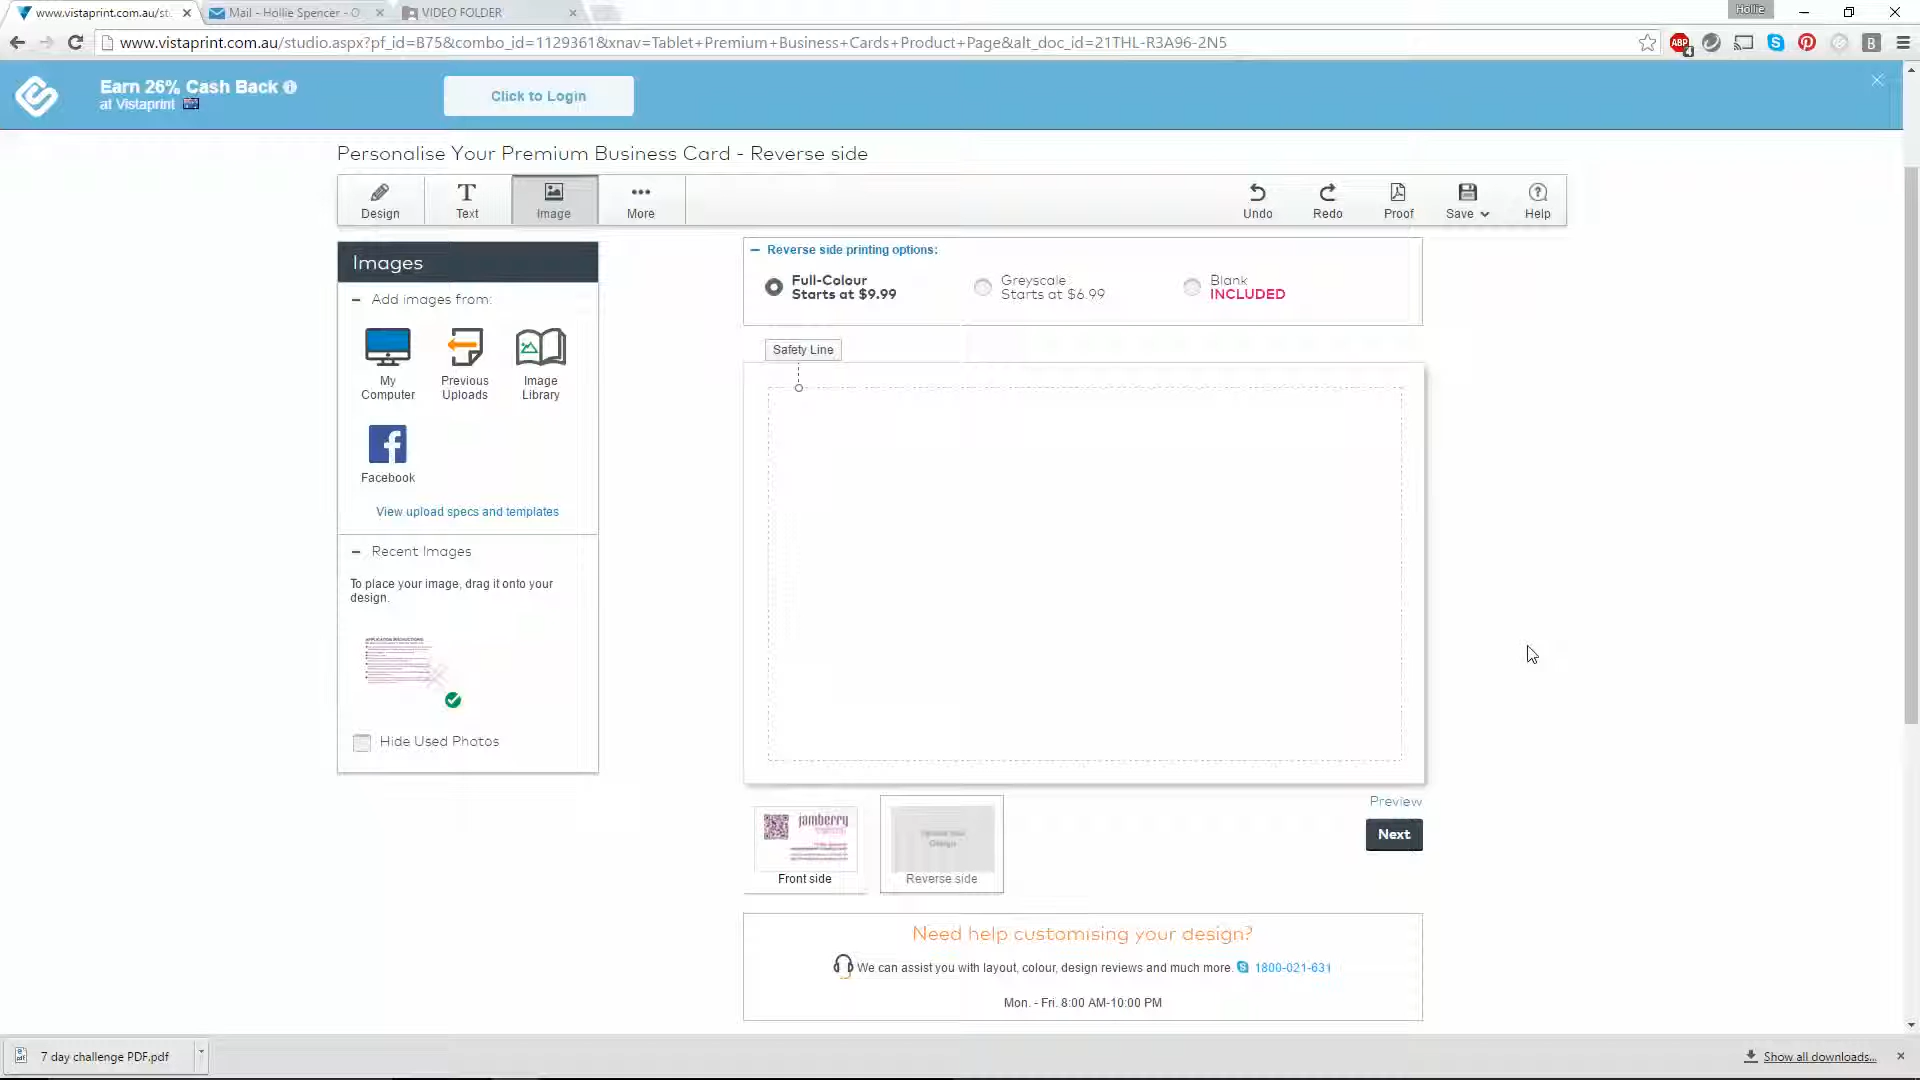 www.vistaprint.com.au/st
Mail - Hollie Spencer - O
VIDEO FOLDER
Hollie
www.vistaprint.com.au/studio.aspx?pf_id=B75&combo_id=1129361&xnav=Tablet+Premium+Business+Cards+Product+Page&alt_doc_id=21THL-R3A96-2N5
ABP
4
B
Earn 26% Cash Back
at Vistaprint
Click to Login
Personalise Your Premium Business Card - Reverse side
Design
Text
Image
More
Undo
Redo
Proof
Save
Help
Images
Add images from:
My Computer
Previous Uploads
Image Library
Facebook
View upload specs and templates
Recent Images
To place your image, drag it onto your
design.
APPLICATION INSTRUCTIONS
Hide Used Photos
Reverse side printing options:
Full-Colour
Starts at $9.99
Greyscale
Starts at $6.99
Blank
INCLUDED
Safety Line
jamberry
Front side
Reverse side
Preview
Next
Need help customising your design?
We can assist you with layout, colour, design reviews and much more. 1800-021-631
Mon. - Fri. 8:00 AM-10:00 PM
7 day challenge PDF.pdf
Show all downloads...